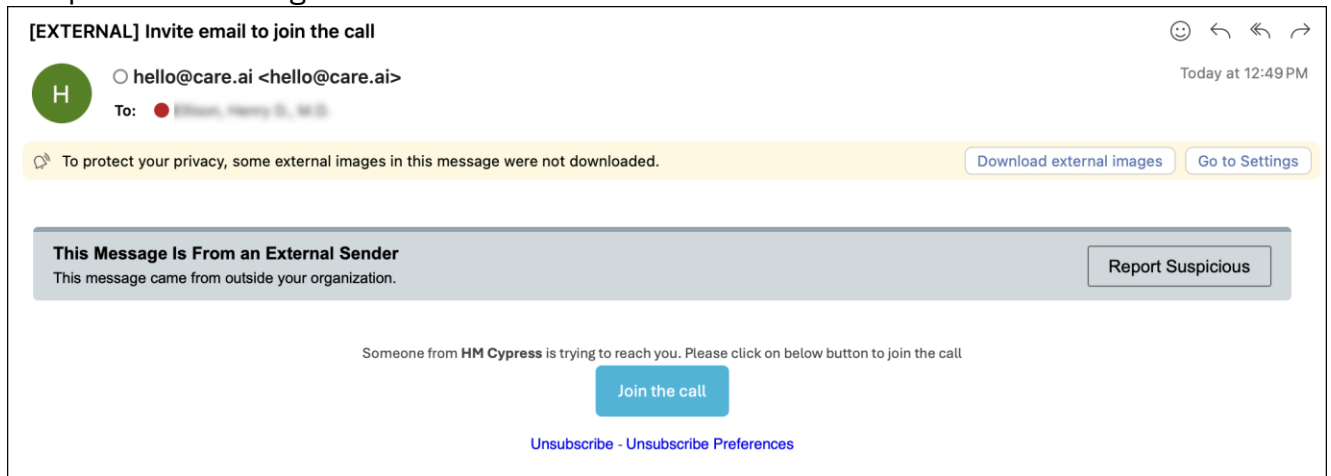 [EXTERNAL] Invite email to join the call
H
hello@care.ai <hello@care.ai>
Today at 12:49 PM
To:
To protect your privacy, some external images in this message were not downloaded.
Download external images
Go to Settings
This Message Is From an External Sender
This message came from outside your organization.
Report Suspicious
Someone from HM Cypress is trying to reach you. Please click on below button to join the call
Join the call
Unsubscribe - Unsubscribe Preferences